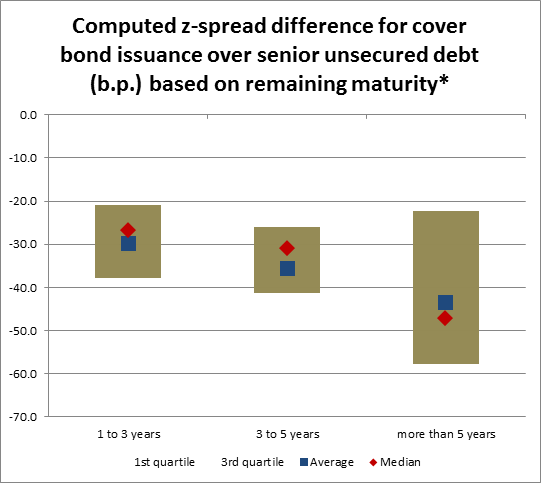 Computed z-spread difference for cover
bond issuance over senior unsecured debt
(b.p.) based on remaining maturity*
0.0
-10.0
-20.0
-30.0
-40.0
-50.0
-60.0
-70.0
1 to 3 years
3 to 5 years
more than 5 years
1st quartile
3rd quartile
Average
Median